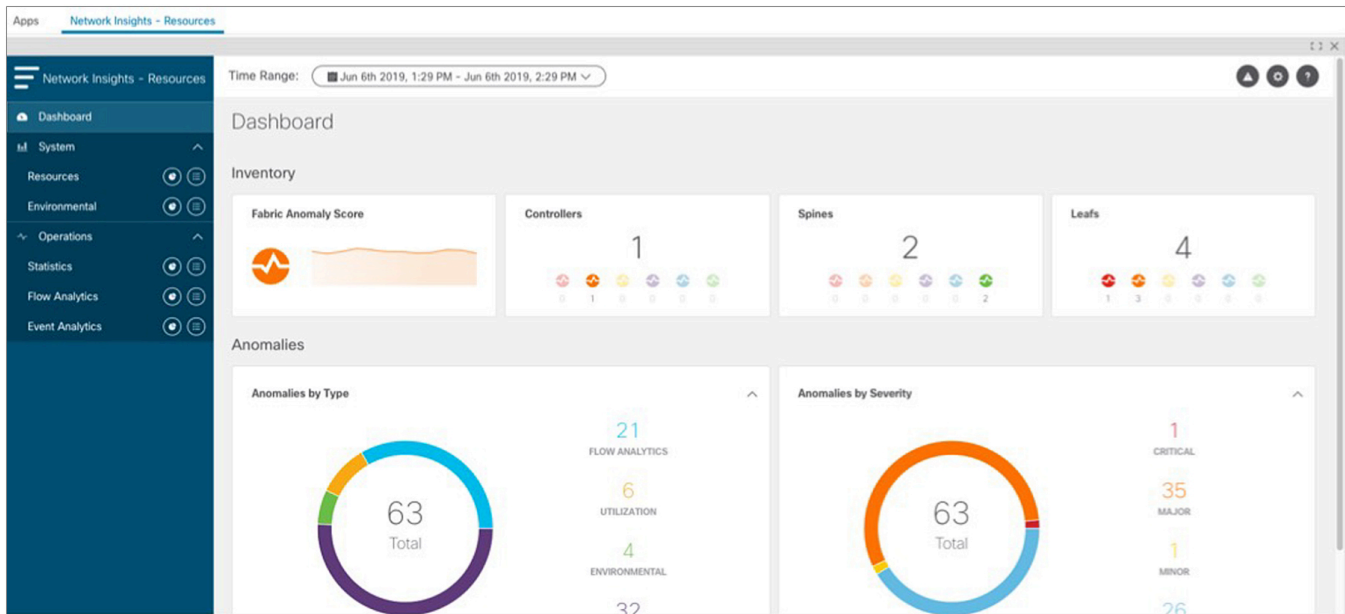 Apps Network Insights - Resources
Network Insights - Resources
Time Range: Jun 6th 2019, 1:29 PM - Jun 6th 2019, 2:29 PM
?
Dashboard
System
Resources
Environmental
Operations
Statistics
Flow Analytics
Event Analytics
Dashboard
Inventory
Fabric Anomaly Score
Controllers
1
0 1 0 0 0 0
Spines
2
0 0 0 0 0 2
Leafs
4
1 3 0 0 0 0
Anomalies
Anomalies by Type
63
Total
21
FLOW ANALYTICS
6
UTILIZATION
4
ENVIRONMENTAL
32
Anomalies by Severity
63
Total
1
CRITICAL
35
MAJOR
1
MINOR
26